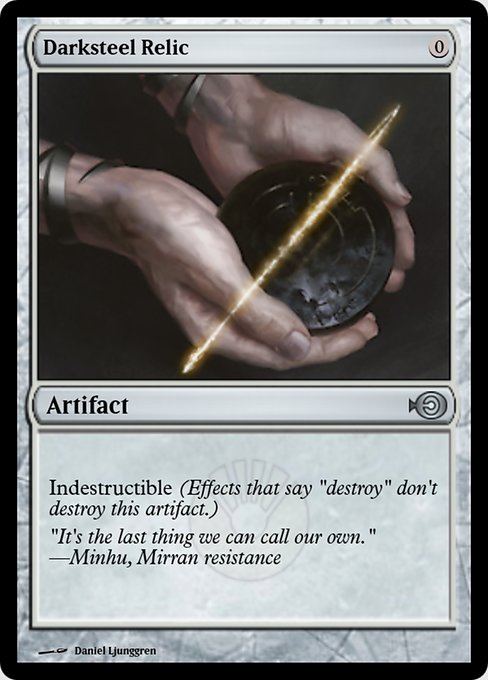 Darksteel Relic 0
Artifact
Indestructible (Effects that say "destroy" don't
destroy this artifact.)
"It's the last thing we can call our own."
—Minhu, Mirran resistance
Daniel Ljunggren